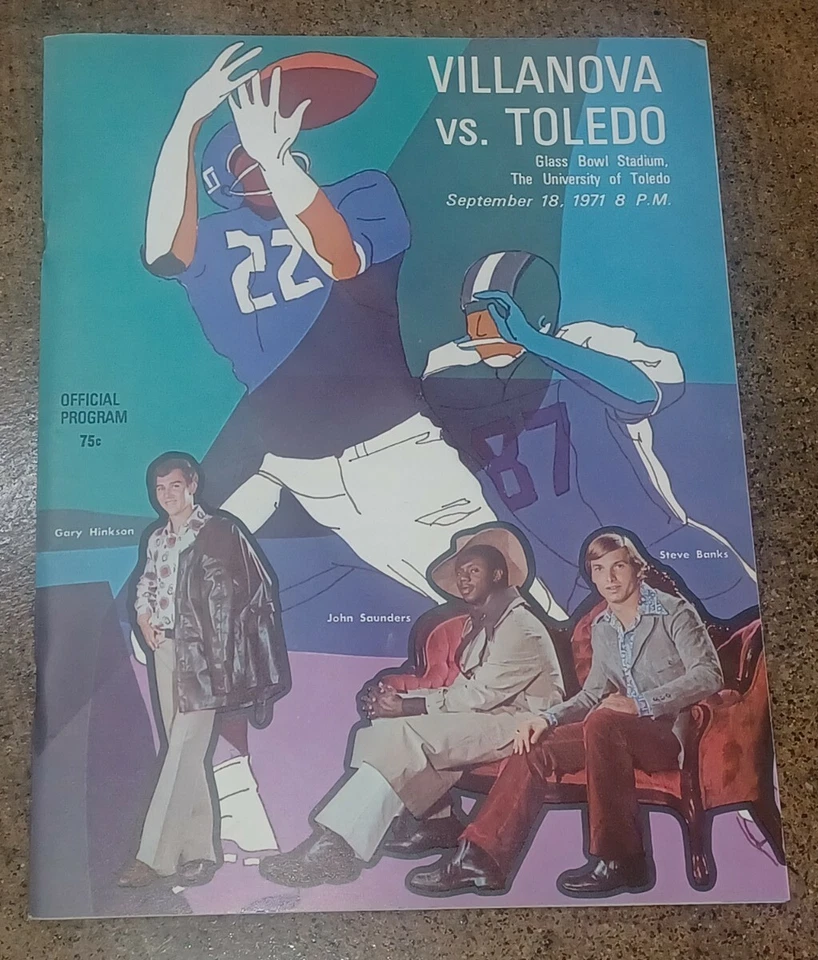 VILLANOVA
vs. TOLEDO
Glass Bowl Stadium,
The University of Toledo
September 18, 1971 8 P.M.
22
87
OFFICIAL
PROGRAM
75c
Gary Hinkson
John Saunders
Steve Banks